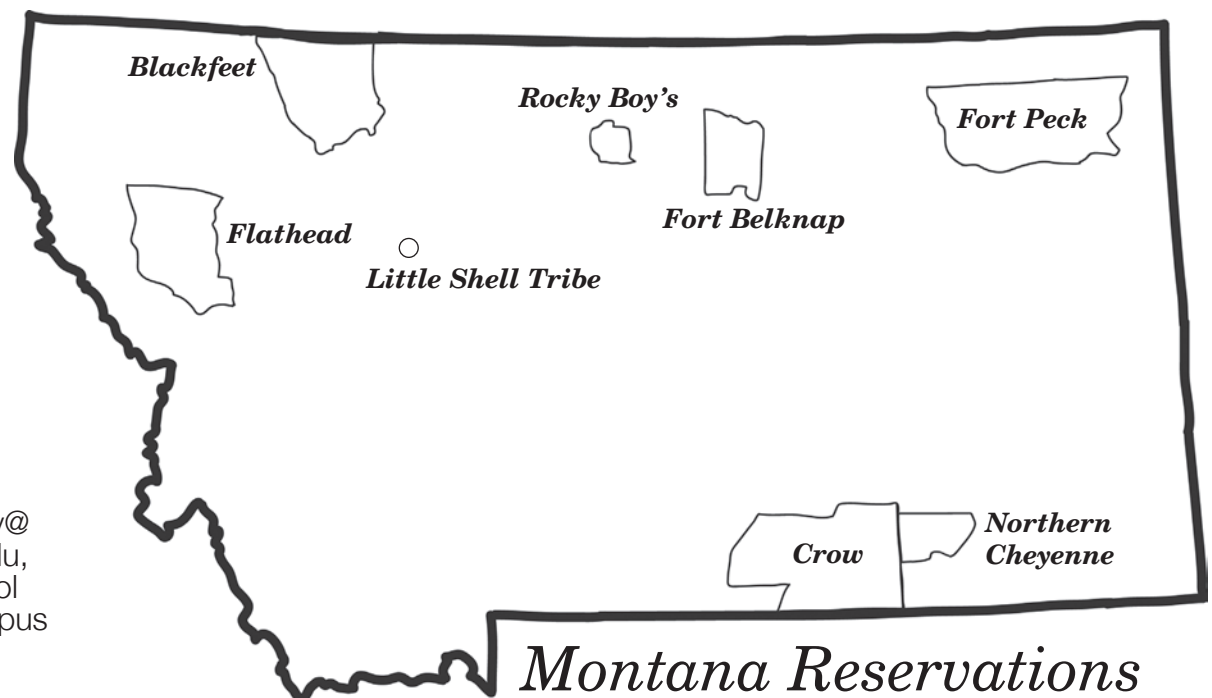 Blackfeet
Rocky Boy's
Fort Peck
Fort Belknap
Flathead
Little Shell Tribe
Northern
Cheyenne
Crow
Montana Reservations